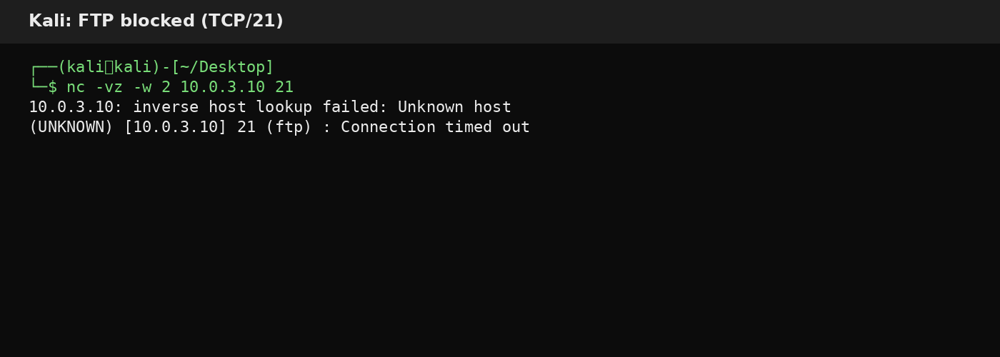 Kali: FTP blocked (TCP/21)
┌──(kali▯kali)-[~/Desktop]
└─$ nc -vz -w 2 10.0.3.10 21
10.0.3.10: inverse host lookup failed: Unknown host
(UNKNOWN) [10.0.3.10] 21 (ftp) : Connection timed out